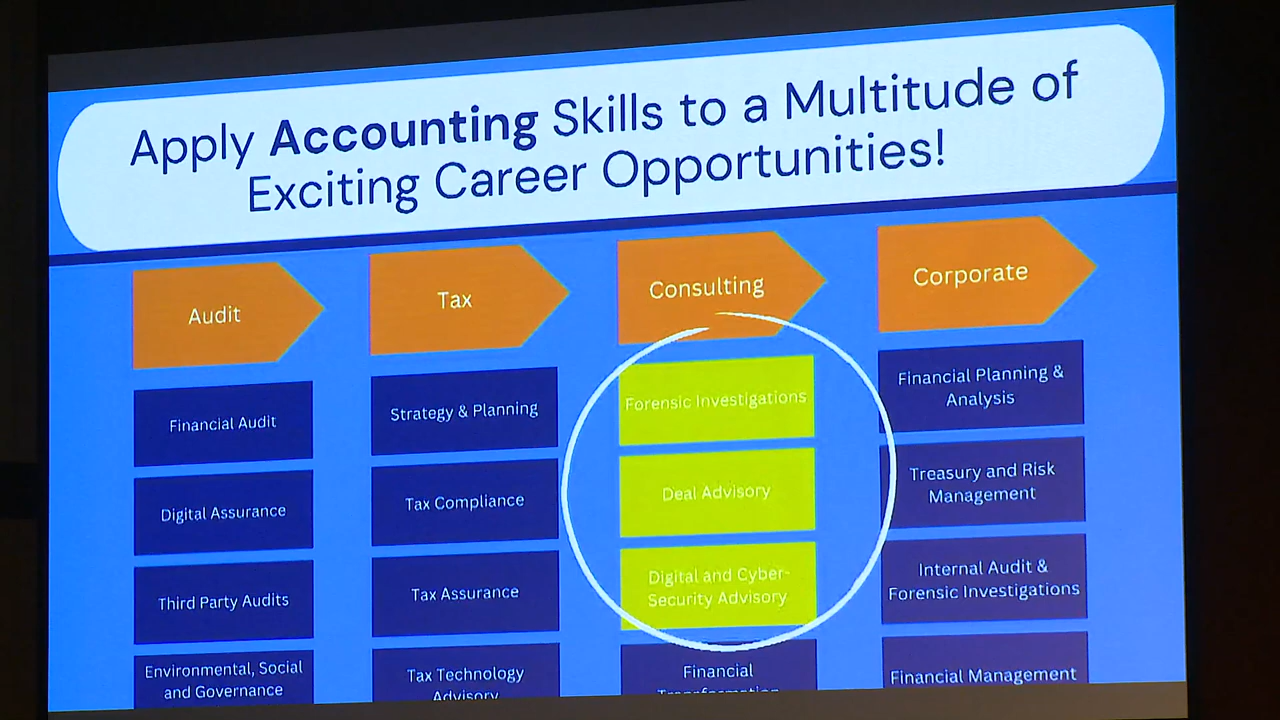 Apply Accounting Skills to a Multitude of
Exciting Career Opportunities!
Audit
Financial Audit
Digital Assurance
Third Party Audits
Environmental, Social
and Governance
Tax
Strategy & Planning
Tax Compliance
Tax Assurance
Tax Technology
Advisory
Consulting
Forensic Investigations
Deal Advisory
Digital and Cyber-
Security Advisory
Financial
Transformation
Corporate
Financial Planning &
Analysis
Treasury and Risk
Management
Internal Audit &
Forensic Investigations
Financial Management